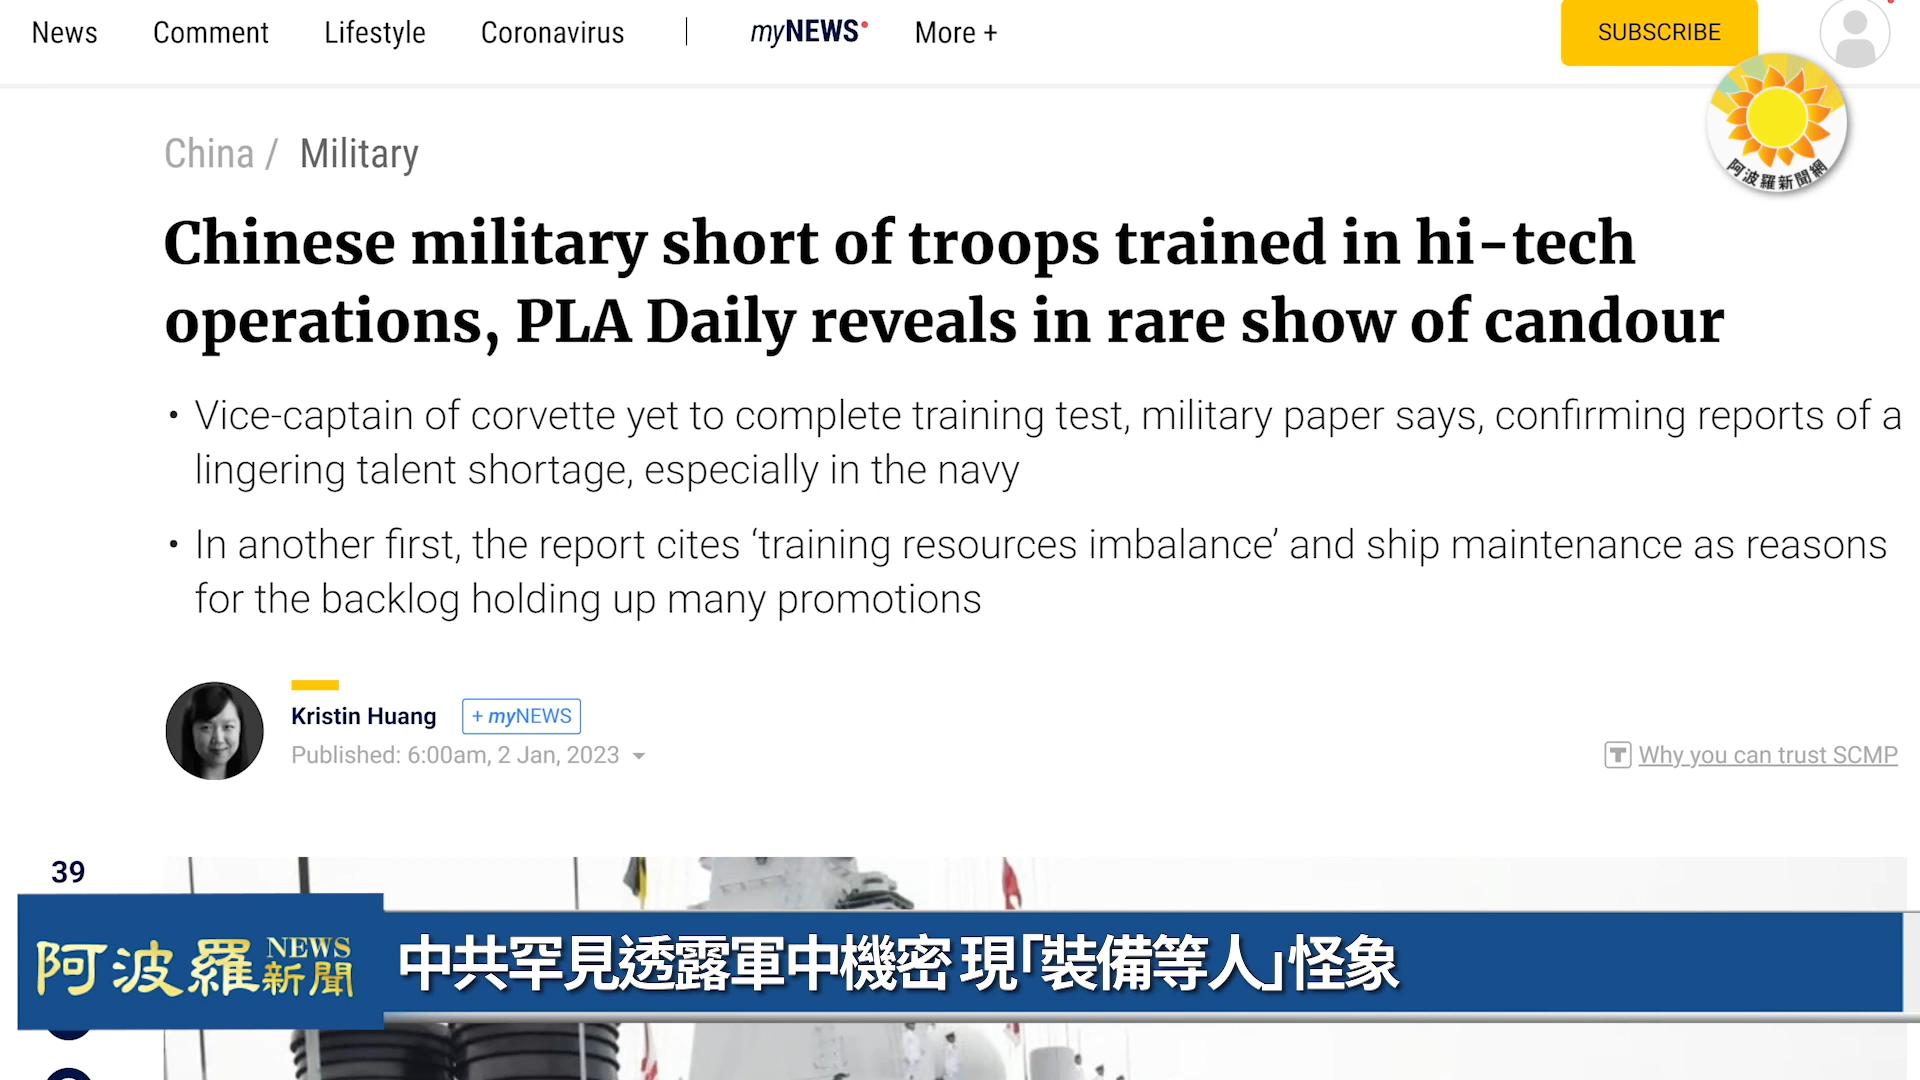 News Comment Lifestyle Coronavirus | myNEWS More +
SUBSCRIBE
阿波羅新聞網
China / Military
Chinese military short of troops trained in hi-tech
operations, PLA Daily reveals in rare show of candour
• Vice-captain of corvette yet to complete training test, military paper says, confirming reports of a
lingering talent shortage, especially in the navy
• In another first, the report cites ‘training resources imbalance’ and ship maintenance as reasons
for the backlog holding up many promotions
Kristin Huang + myNEWS
Published: 6:00am, 2 Jan, 2023
T Why you can trust SCMP
39
阿波羅 NEWS 新聞
中共罕見透露軍中機密 現「裝備等人」怪象